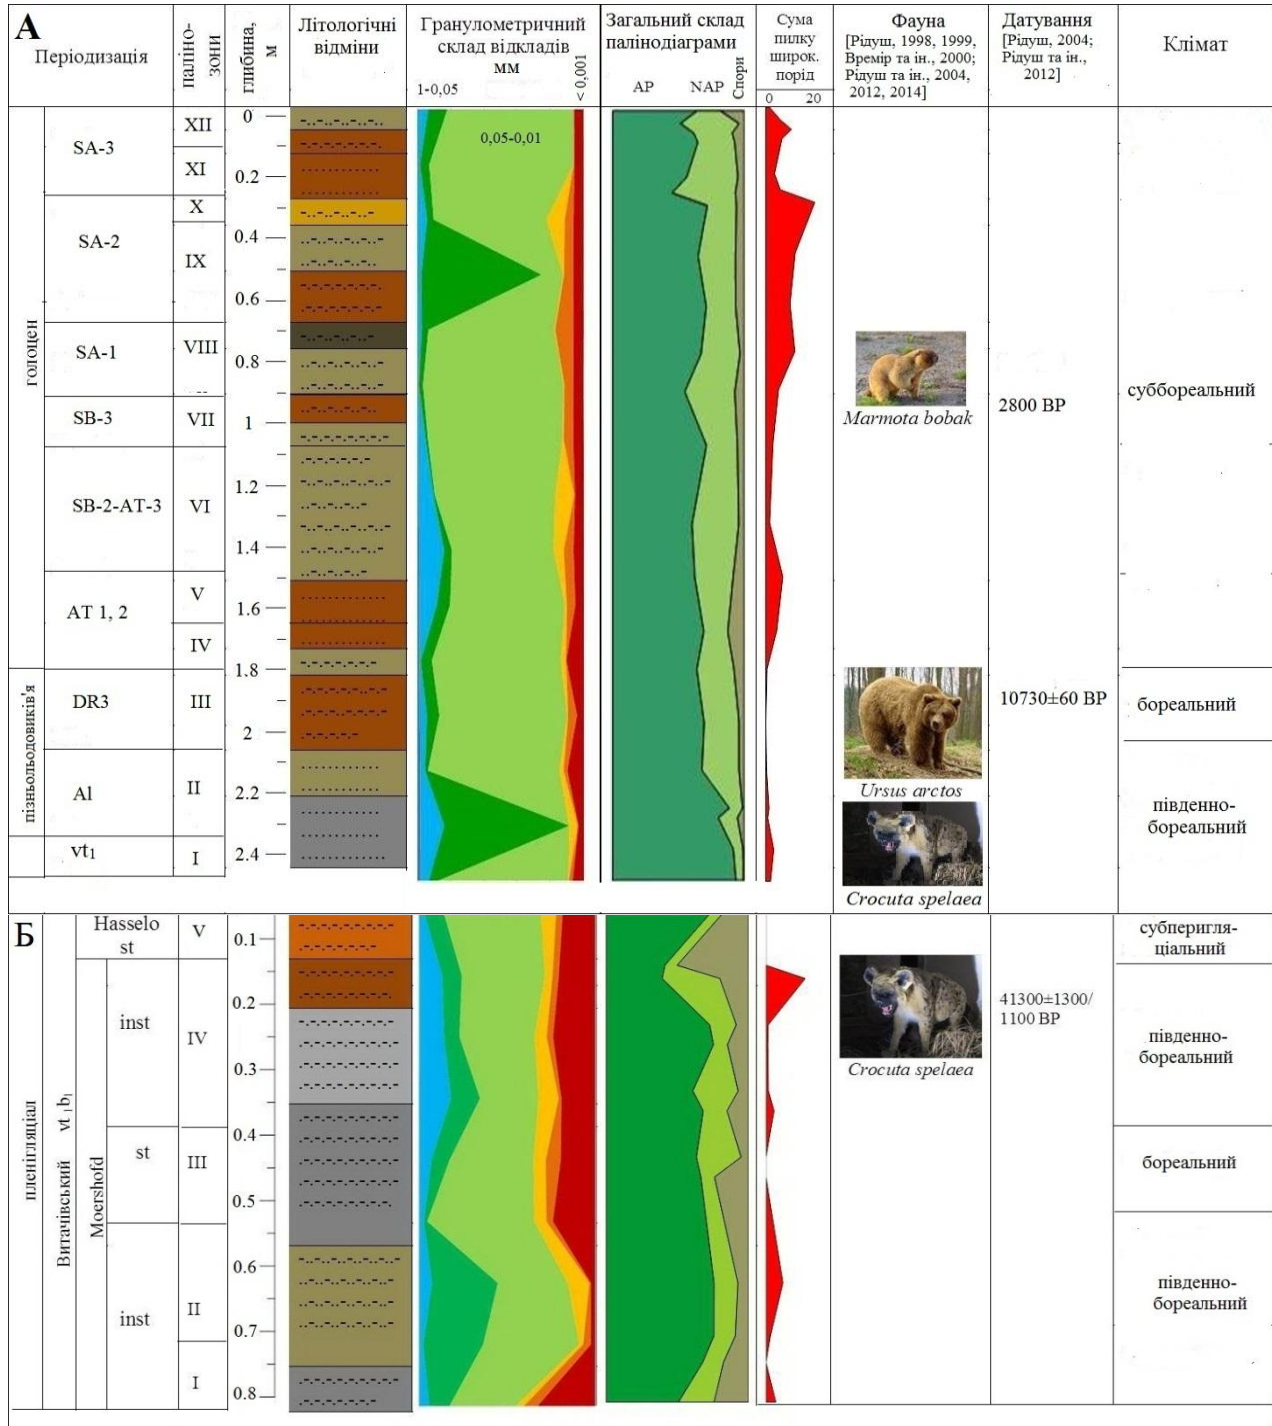 А
Періодизація
паліно-
зони
глибина,
м
Літологічні
відміни
Гранулометричний
склад відкладів
мм
1-0,05
< 0,001
Загальний склад
палінодіаграми
AP
NAP
Спори
Сума
пилку
широк.
порід
0
20
Фауна
[Рідуш, 1998, 1999,
Времір та ін., 2000;
Рідуш та ін., 2004,
2012, 2014]
Датування
[Рідуш, 2004;
Рідуш та ін.,
2012]
Клімат
голоцен
пізньольодовиків'я
SA-3
SA-2
SA-1
SB-3
SB-2-AT-3
AT 1, 2
DR3
Al
vt1
XII
XI
X
IX
VIII
VII
VI
V
IV
III
II
I
0
0.2
0.4
0.6
0.8
1
1.2
1.4
1.6
1.8
2
2.2
2.4
0,05-0,01
Marmota bobak
2800 BP
суббореальний
Ursus arctos
10730±60 BP
бореальний
Crocuta spelaea
південно-
бореальний
Б
пленігляціал
Витачівський vt1b1
Moershofd
Hasselo
st
inst
st
inst
V
IV
III
II
I
0.1
0.2
0.3
0.4
0.5
0.6
0.7
0.8
Crocuta spelaea
41300±1300/
1100 BP
субперигля-
ціальний
південно-
бореальний
бореальний
південно-
бореальний